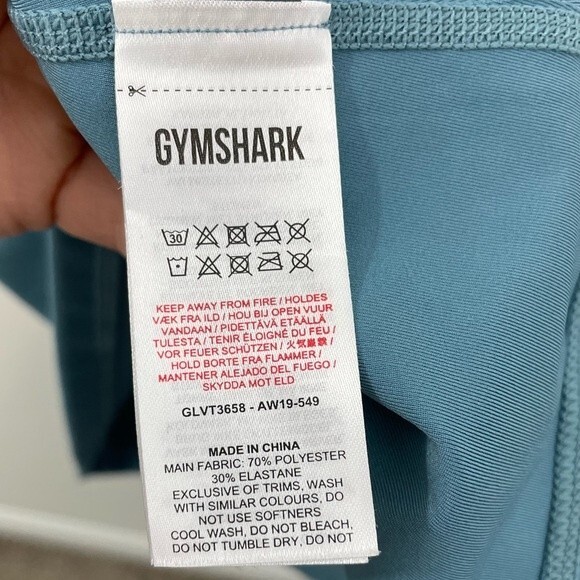 GYMSHARK
30
KEEP AWAY FROM FIRE / HOLDES
VÆK FRA ILD / HOU BIJ OPEN VUUR
VANDAAN / PIDETTÄVÄ ETÄÄLLÄ
TULESTA / TENIR ÉLOIGNÉ DU FEU /
VOR FEUER SCHÜTZEN / 火気厳禁 /
HOLD BORTE FRA FLAMMER /
MANTENER ALEJADO DEL FUEGO /
SKYDDA MOT ELD
GLVT3658 - AW19-549
MADE IN CHINA
MAIN FABRIC: 70% POLYESTER
30% ELASTANE
EXCLUSIVE OF TRIMS, WASH
WITH SIMILAR COLOURS, DO
NOT USE SOFTNERS
COOL WASH, DO NOT BLEACH,
DO NOT TUMBLE DRY, DO NOT